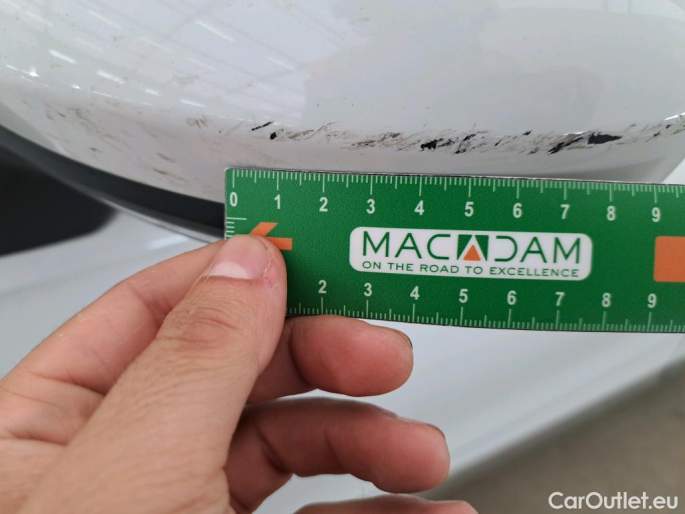 0 1 2 3 4 5 6 7 8 9
MACADAM
ON THE ROAD TO EXCELLENCE
2 3 4 5 6 7 8 9
CarOutlet.eu